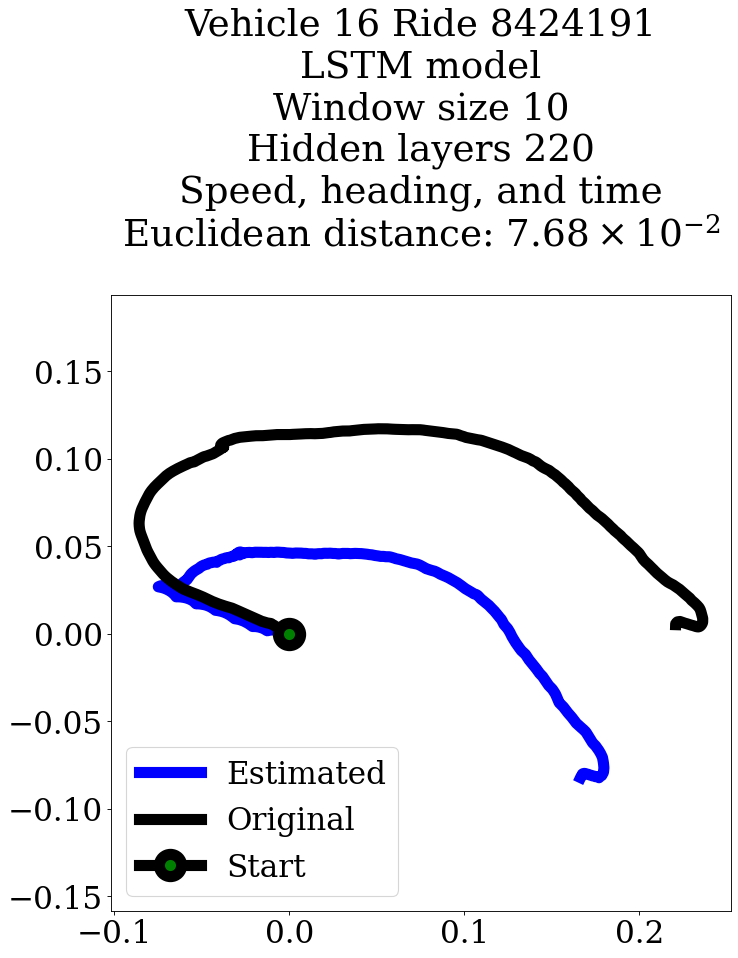 Vehicle 16 Ride 8424191
LSTM model
Window size 10
Hidden layers 220
Speed, heading, and time
Euclidean distance: 7.68 × 10⁻²
0.15
0.10
0.05
0.00
−0.05
−0.10
−0.15
Estimated
Original
Start
−0.1
0.0
0.1
0.2